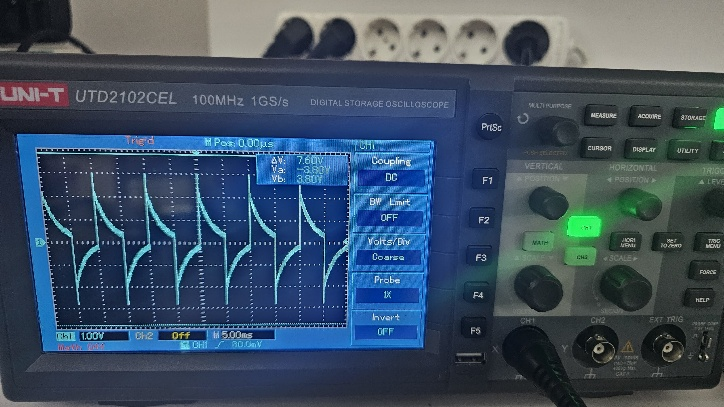 UNI-T UTD2102CEL 100MHz 1GS/s DIGITAL STORAGE OSCILLOSCOPE
Trig'd M Pos:0.00μs CH1
ΔV: 7.60V
Va: -3.80V
Vb: 3.80V
Coupling
DC
BW Limit
OFF
Volts/Div
Coarse
Probe
1X
Invert
OFF
CH1 1.00V Ch2 Off M 5.00ms
CH1 80.0mV
PrtSc
F1
F2
F3
F4
F5
MULTI PURPOSE
MEASURE ACQUIRE STORAGE
CURSOR DISPLAY UTILITY
VERTICAL HORIZONTAL
POSITION POSITION
MATH CH2
HORI MENU SET TO ZERO TRIG MENU
FORCE
HELP
SCALE SCALE
CH1 CH2 EXT TRIG
X Y